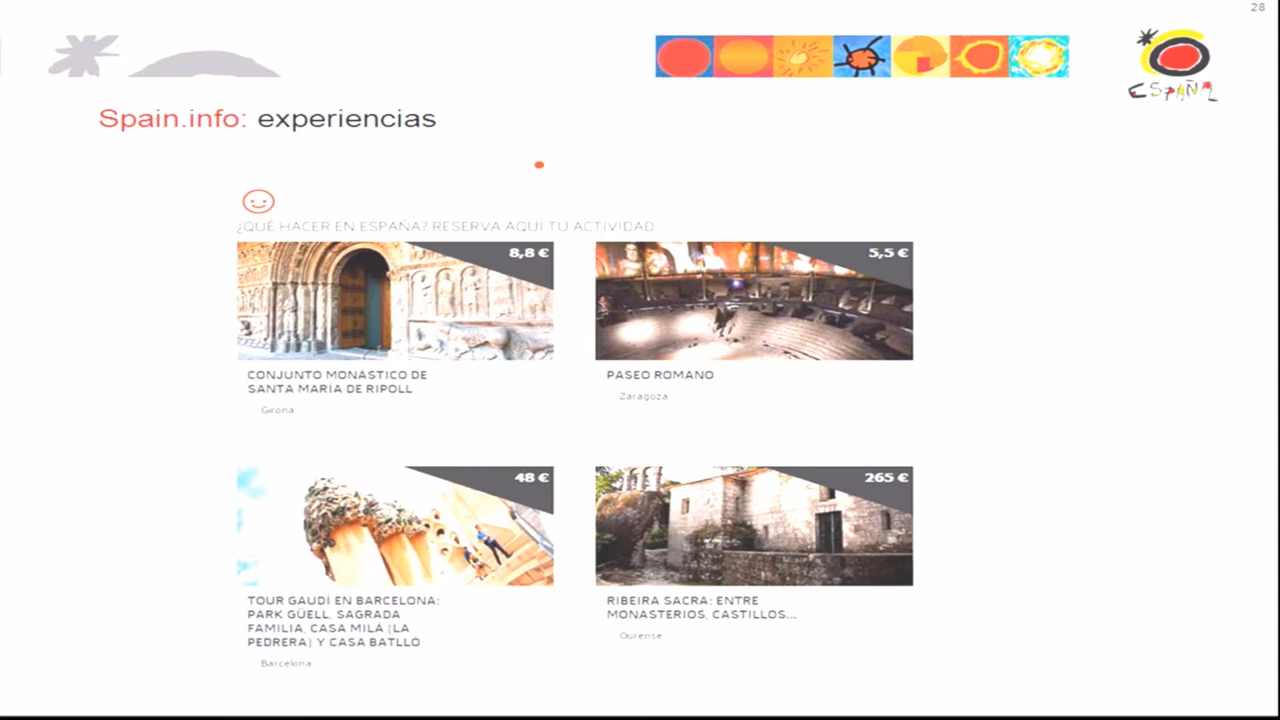 28
ESPAÑA
Spain.info: experiencias
¿QUÉ HACER EN ESPAÑA? RESERVA AQUÍ TU ACTIVIDAD
8,8 €
5,5 €
CONJUNTO MONÁSTICO DE
SANTA MARÍA DE RIPOLL
Girona
PASEO ROMANO
Zaragoza
48 €
265 €
TOUR GAUDÍ EN BARCELONA:
PARK GÜELL, SAGRADA
FAMILIA, CASA MILÀ (LA
PEDRERA) Y CASA BATLLÓ
Barcelona
RIBEIRA SACRA: ENTRE
MONASTERIOS, CASTILLOS...
Ourense